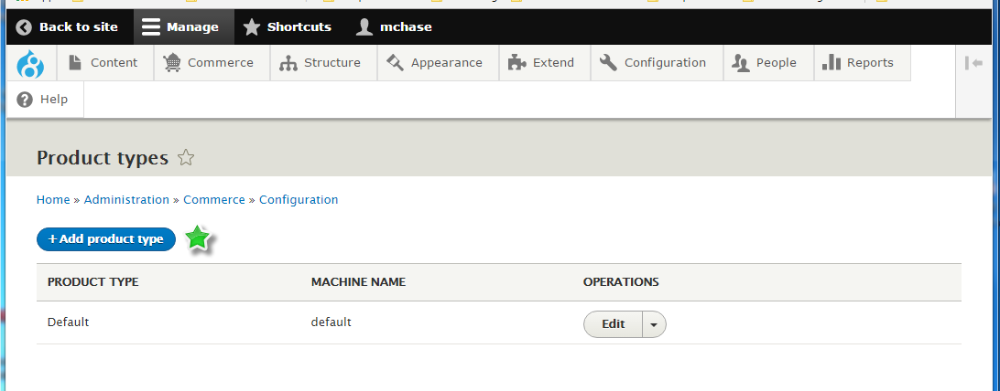 Back to site Manage Shortcuts mchase
Content Commerce Structure Appearance Extend Configuration People Reports
Help
Product types
Home » Administration » Commerce » Configuration
+ Add product type
PRODUCT TYPE MACHINE NAME OPERATIONS
Default default Edit